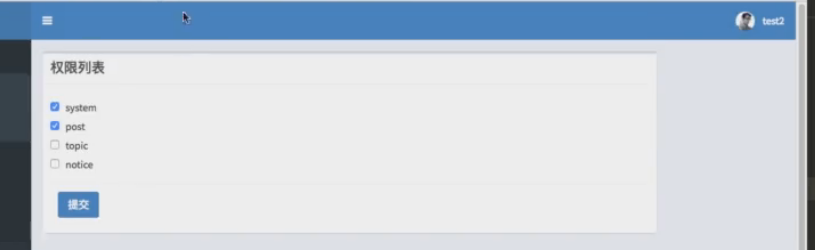 test2
权限列表
system
post
topic
notice
提交